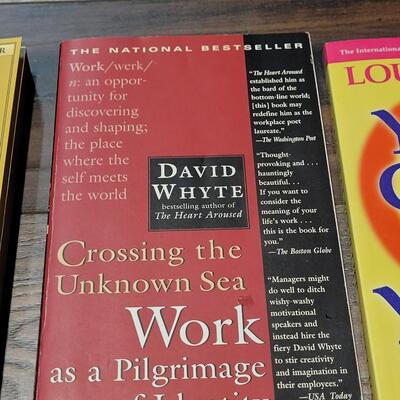 R
THE NATIONAL BESTSELLER
Work/werk/
n: an oppor-
tunity for
discovering
and shaping;
the place
where the
self meets
the world
DAVID
WHYTE
bestselling author of
The Heart Aroused
Crossing the
Unknown Sea
Work
as a Pilgrimage
of Identity
"The Heart Aroused
established him as
the bard of the
bottom-line world;
[this] book may
redefine him as the
workplace poet
laureate."
—The Washington Post
"Thought-
provoking and . . .
hauntingly
beautiful. . .
If you want to
consider the
meaning of your
life's work . . .
this is the book for
you."
—The Boston Globe
"Managers might
do well to ditch
wishy-washy
motivational
speakers and
instead hire the
fiery David Whyte
to stir creativity
and imagination in
their employees."
—USA Today
The International
LOU
Y